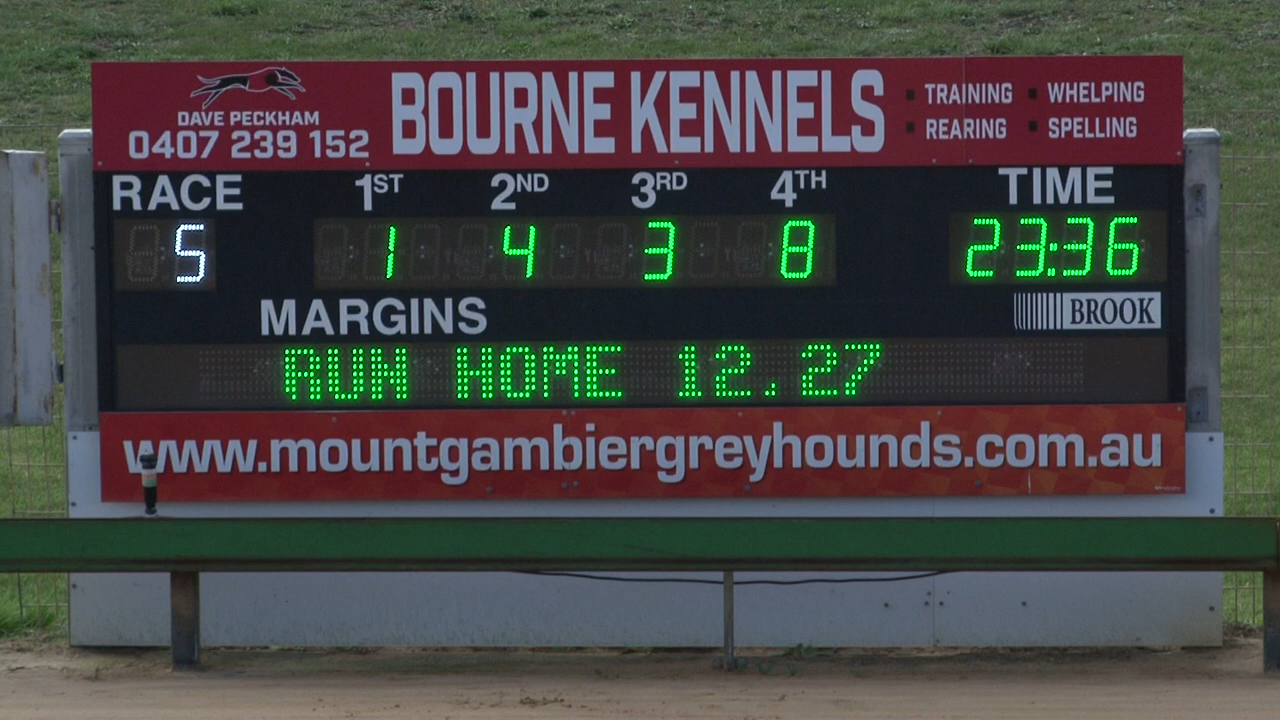 BOURNE KENNELS
DAVE PECKHAM
0407 239 152
TRAINING WHELPING
REARING SPELLING
RACE 1ST 2ND 3RD 4TH TIME
5 1 4 3 8 23:36
MARGINS
BROOK
RUN HOME 12.27
www.mountgambiergreyhounds.com.au